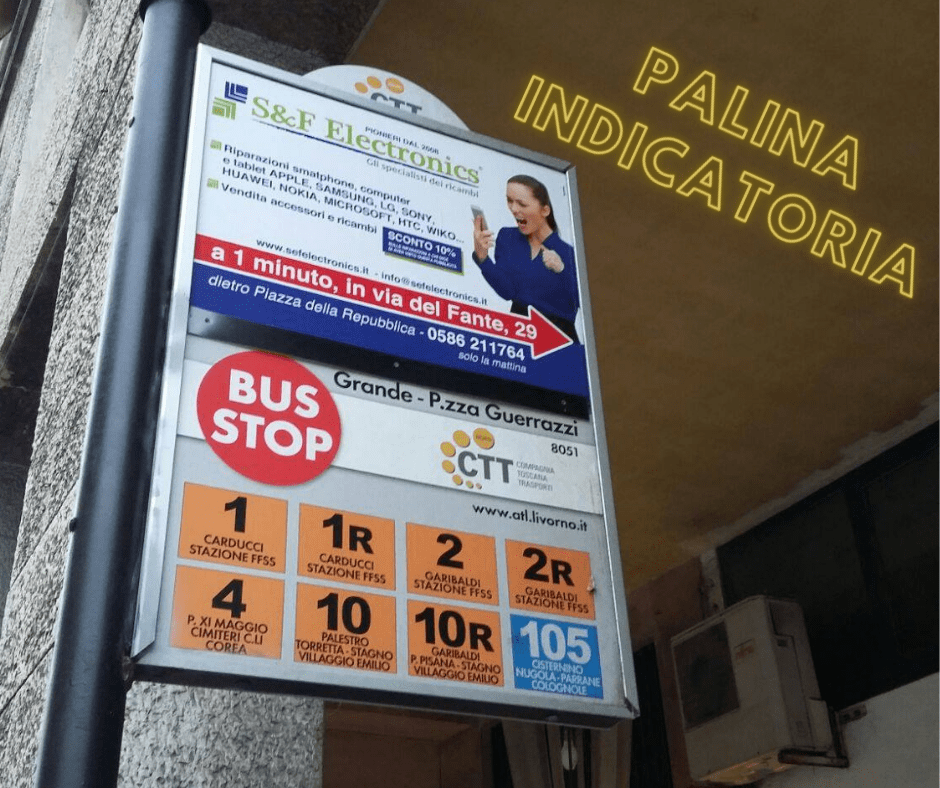 PALINA
INDICATORIA
CTT
S&F Electronics
PIONIERI DAL 2008
Gli specialisti dei ricambi
Riparazioni smatphone, computer
e tablet APPLE, SAMSUNG, LG, SONY,
HUAWEI, NOKIA, MICROSOFT, HTC, WIKO...
Vendita accessori e ricambi
SCONTO 10%
www.sefelectronics.it - info@sefelectronics.it
a 1 minuto, in via del Fante, 29
dietro Piazza della Repubblica - 0586 211764
solo la mattina
BUS
STOP
Grande - P.zza Guerrazzi
8051
CTT
COMPAGNIA
TOSCANA
TRASPORTI
www.atl.livorno.it
1
CARDUCCI
STAZIONE FFSS
1R
CARDUCCI
STAZIONE FFSS
2
GARIBALDI
STAZIONE FFSS
2R
GARIBALDI
STAZIONE FFSS
4
P. XI MAGGIO
CIMITERI C.LI
COREA
10
PALESTRO
TORRETTA - STAGNO
VILLAGGIO EMILIO
10R
GARIBALDI
P. PISANA - STAGNO
VILLAGGIO EMILIO
105
CISTERNINO
NUGOLA - PARRANE
COLOGNOLE